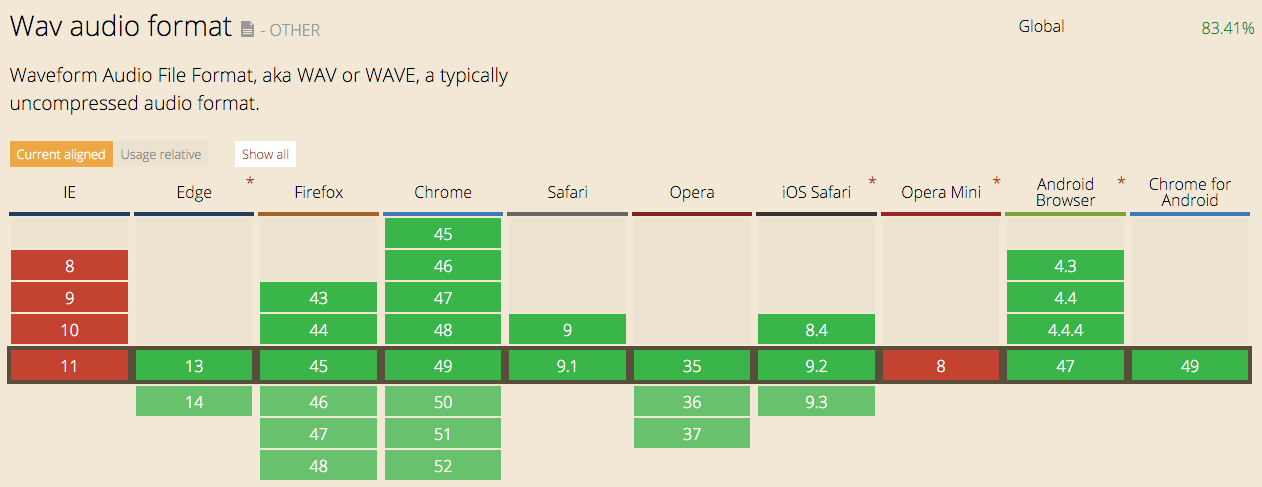 Wav audio format - OTHER
Global 83.41%
Waveform Audio File Format, aka WAV or WAVE, a typically
uncompressed audio format.
Current aligned Usage relative Show all
IE Edge * Firefox Chrome Safari Opera iOS Safari * Opera Mini * Android Browser * Chrome for Android
45
8 46 4.3
9 43 47 4.4
10 44 48 9 8.4 4.4.4
11 13 45 49 9.1 35 9.2 8 47 49
14 46 50 36 9.3
47 51 37
48 52